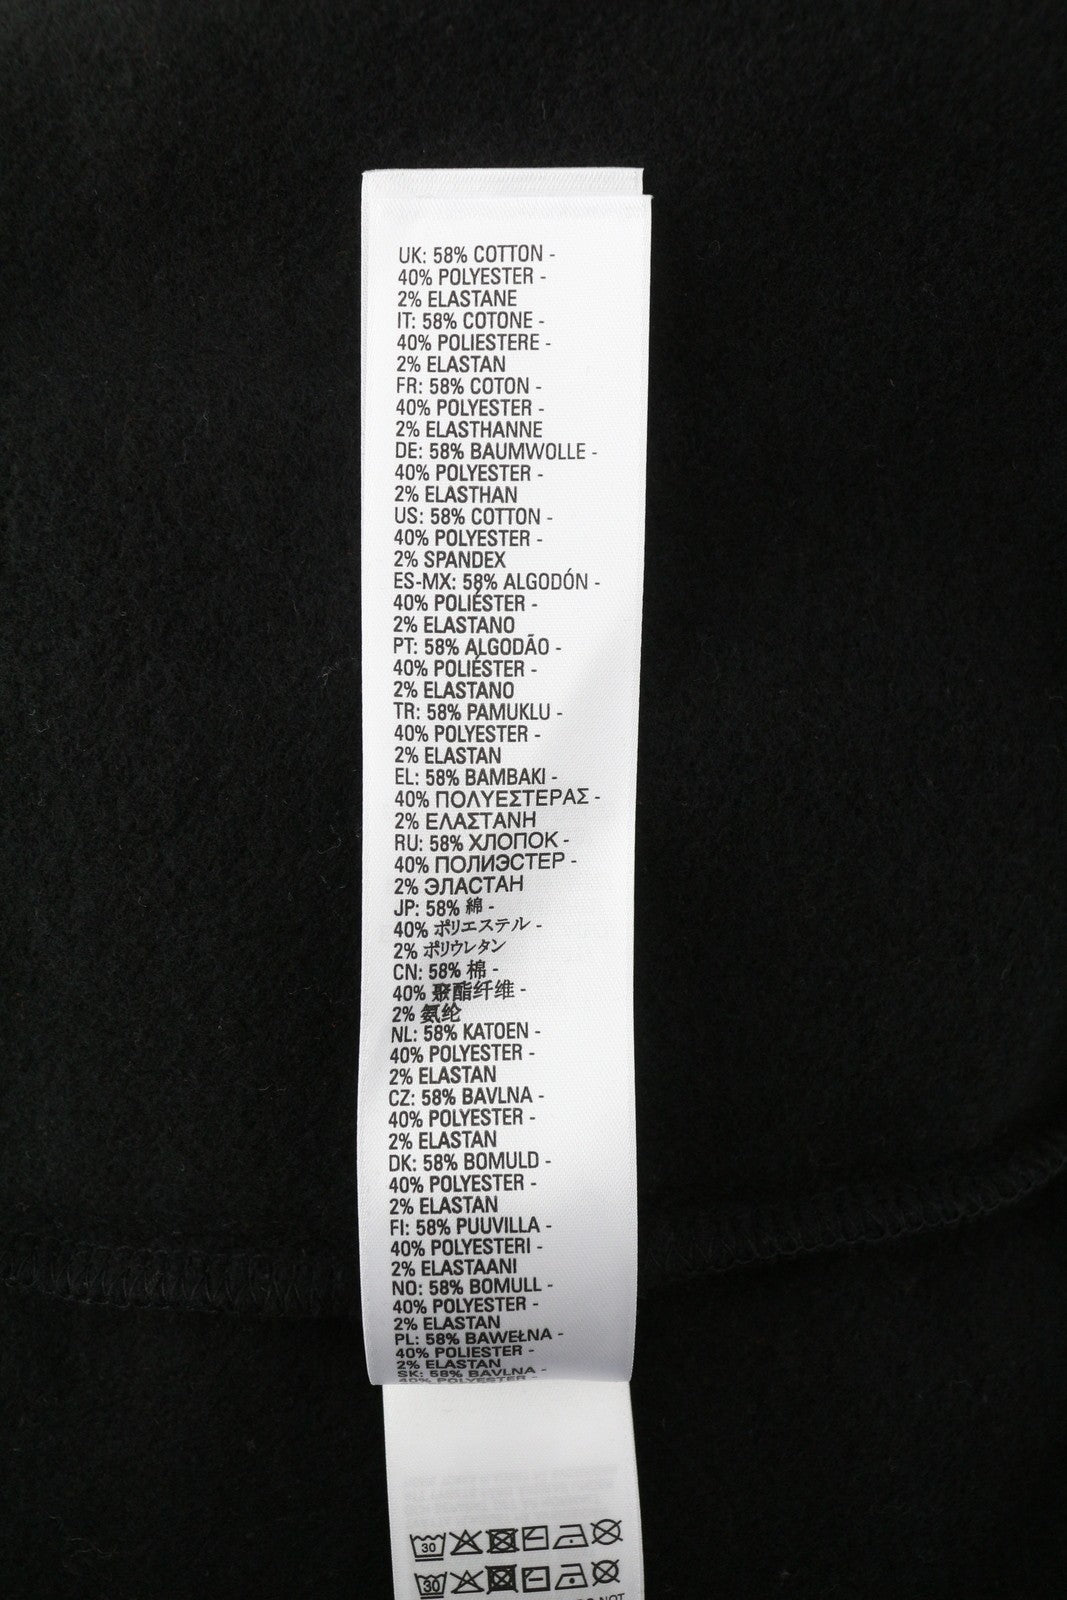 UK: 58% COTTON -
40% POLYESTER -
2% ELASTANE
IT: 58% COTONE -
40% POLIESTERE -
2% ELASTAN
FR: 58% COTON -
40% POLYESTER -
2% ELASTHANNE
DE: 58% BAUMWOLLE -
40% POLYESTER -
2% ELASTHAN
US: 58% COTTON -
40% POLYESTER -
2% SPANDEX
ES-MX: 58% ALGODÓN -
40% POLIÉSTER -
2% ELASTANO
PT: 58% ALGODÃO -
40% POLIÉSTER -
2% ELASTANO
TR: 58% PAMUKLU -
40% POLYESTER -
2% ELASTAN
EL: 58% BAMBAKI -
40% ΠΟΛΥΕΣΤΕΡΑΣ -
2% ΕΛΑΣΤΑΝΗ
RU: 58% ХЛОПОК -
40% ПОЛИЭСТЕР -
2% ЭЛАСТАН
JP: 58% 綿 -
40% ポリエステル -
2% ポリウレタン
CN: 58% 棉 -
40% 聚酯纤维 -
2% 氨纶
NL: 58% KATOEN -
40% POLYESTER -
2% ELASTAN
CZ: 58% BAVLNA -
40% POLYESTER -
2% ELASTAN
DK: 58% BOMULD -
40% POLYESTER -
2% ELASTAN
FI: 58% PUUVILLA -
40% POLYESTERI -
2% ELASTAANI
NO: 58% BOMULL -
40% POLYESTER -
2% ELASTAN
PL: 58% BAWEŁNA -
40% POLIESTER -
2% ELASTAN
SK: 58% BAVLNA -
40% POLYESTER -
30
30
DO NOT